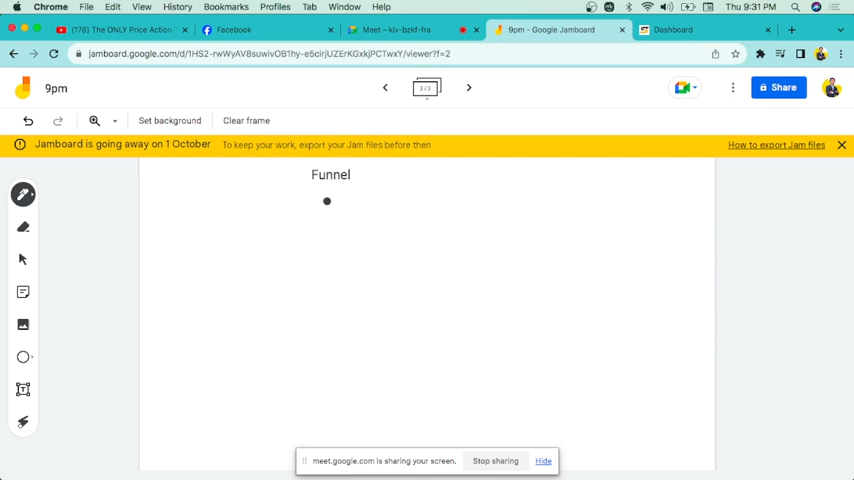 Chrome File Edit View History Bookmarks Profiles Tab Window Help Thu 9:31 PM
(178) The ONLY Price Action Facebook Meet – kiv-bzkf-fra 9pm - Google Jamboard Dashboard
jamboard.google.com/d/1HS2-rwWyAV8suwivOB1hy-e5cirjUZErKGxkjPCTwxY/viewer?f=2
9pm 3/3 Share
Set background Clear frame
Jamboard is going away on 1 October To keep your work, export your Jam files before then How to export Jam files
Funnel
meet.google.com is sharing your screen. Stop sharing Hide